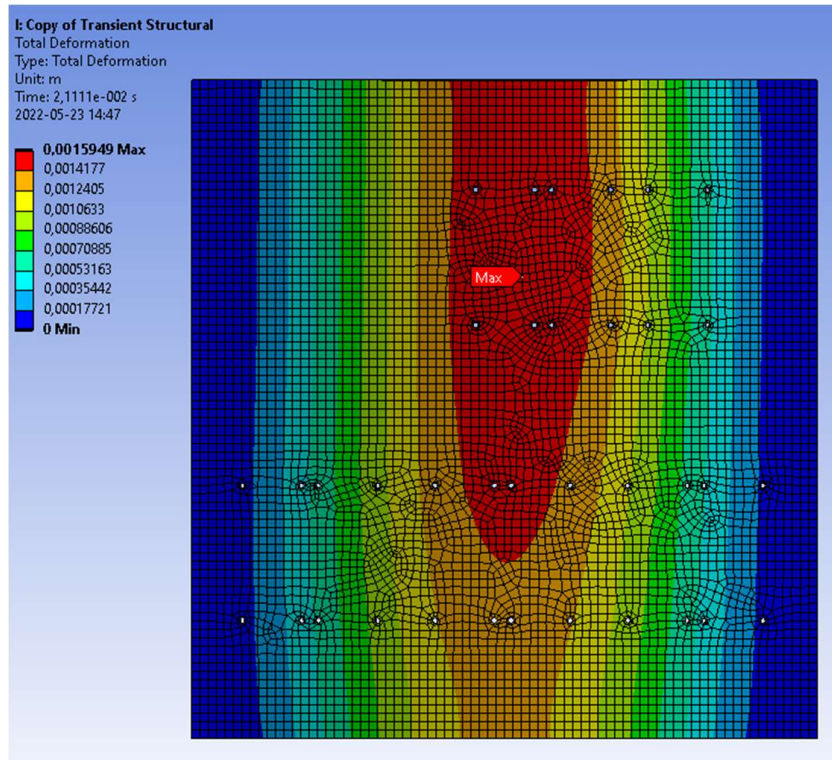 I: Copy of Transient Structural
Total Deformation
Type: Total Deformation
Unit: m
Time: 2,1111e-002 s
2022-05-23 14:47
0,0015949 Max
0,0014177
0,0012405
0,0010633
0,00088606
0,00070885
0,00053163
0,00035442
0,00017721
0 Min
Max